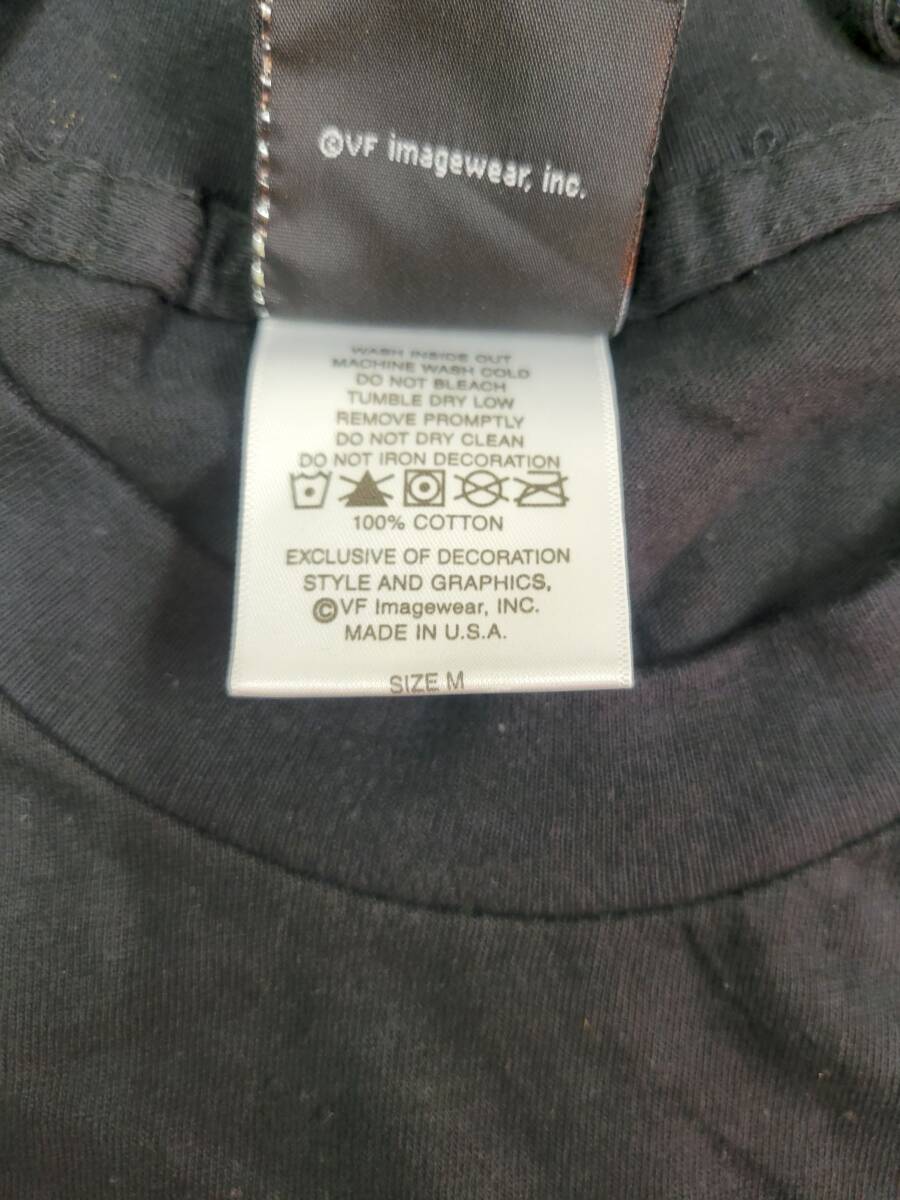 ©VF imagewear, inc.
WASH INSIDE OUT
MACHINE WASH COLD
DO NOT BLEACH
TUMBLE DRY LOW
REMOVE PROMPTLY
DO NOT DRY CLEAN
DO NOT IRON DECORATION
100% COTTON
EXCLUSIVE OF DECORATION
STYLE AND GRAPHICS,
©VF Imagewear, INC.
MADE IN U.S.A.
SIZE M